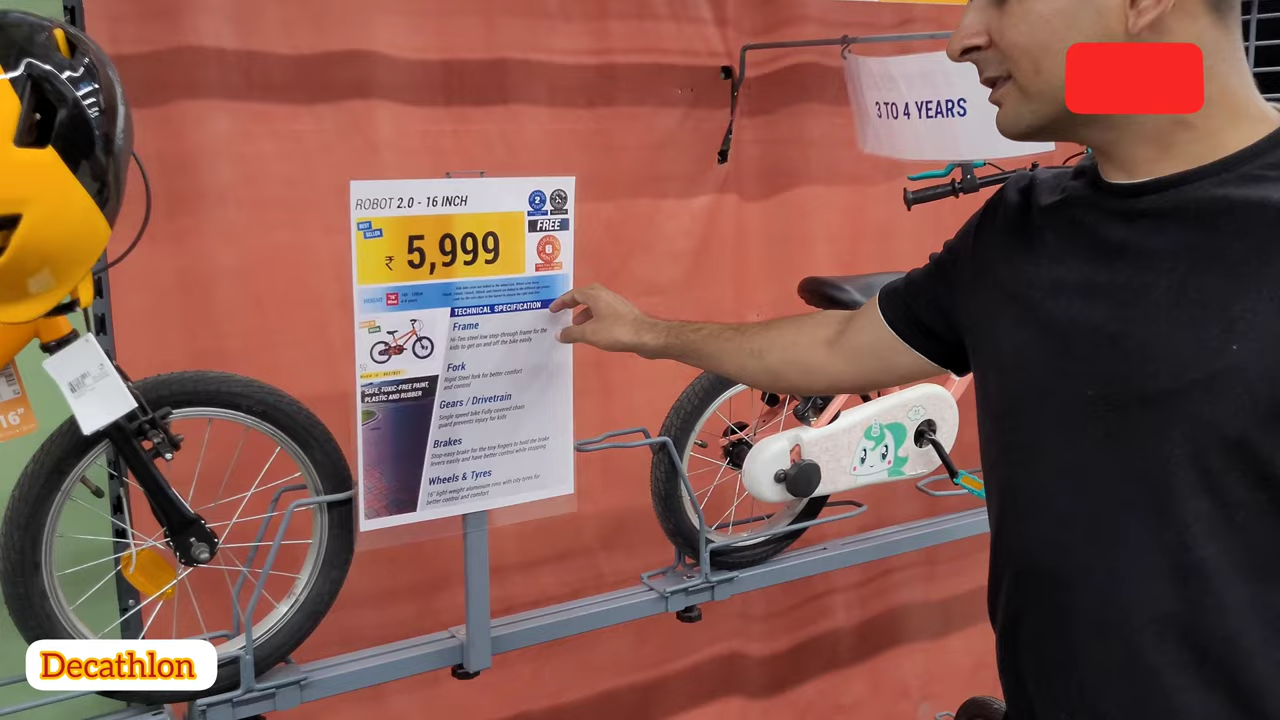 3 TO 4 YEARS
ROBOT 2.0 - 16 INCH
BEST
SELLER
₹ 5,999
2
FREE
6
TECHNICAL SPECIFICATION
Frame
Hi-Ten steel low step-through frame for the
kids to get on and off the bike easily
Fork
Rigid Steel fork for better comfort
and control
Gears / Drivetrain
Single speed bike Fully covered chain
guard prevents injury for kids
Brakes
Stop-easy brake for the tiny fingers to hold the brake
levers easily and have better control while stopping
Wheels & Tyres
16" light-weight aluminium rims with city tyres for
better control and comfort
SAFE, TOXIC-FREE PAINT,
PLASTIC AND RUBBER
16"
Decathlon